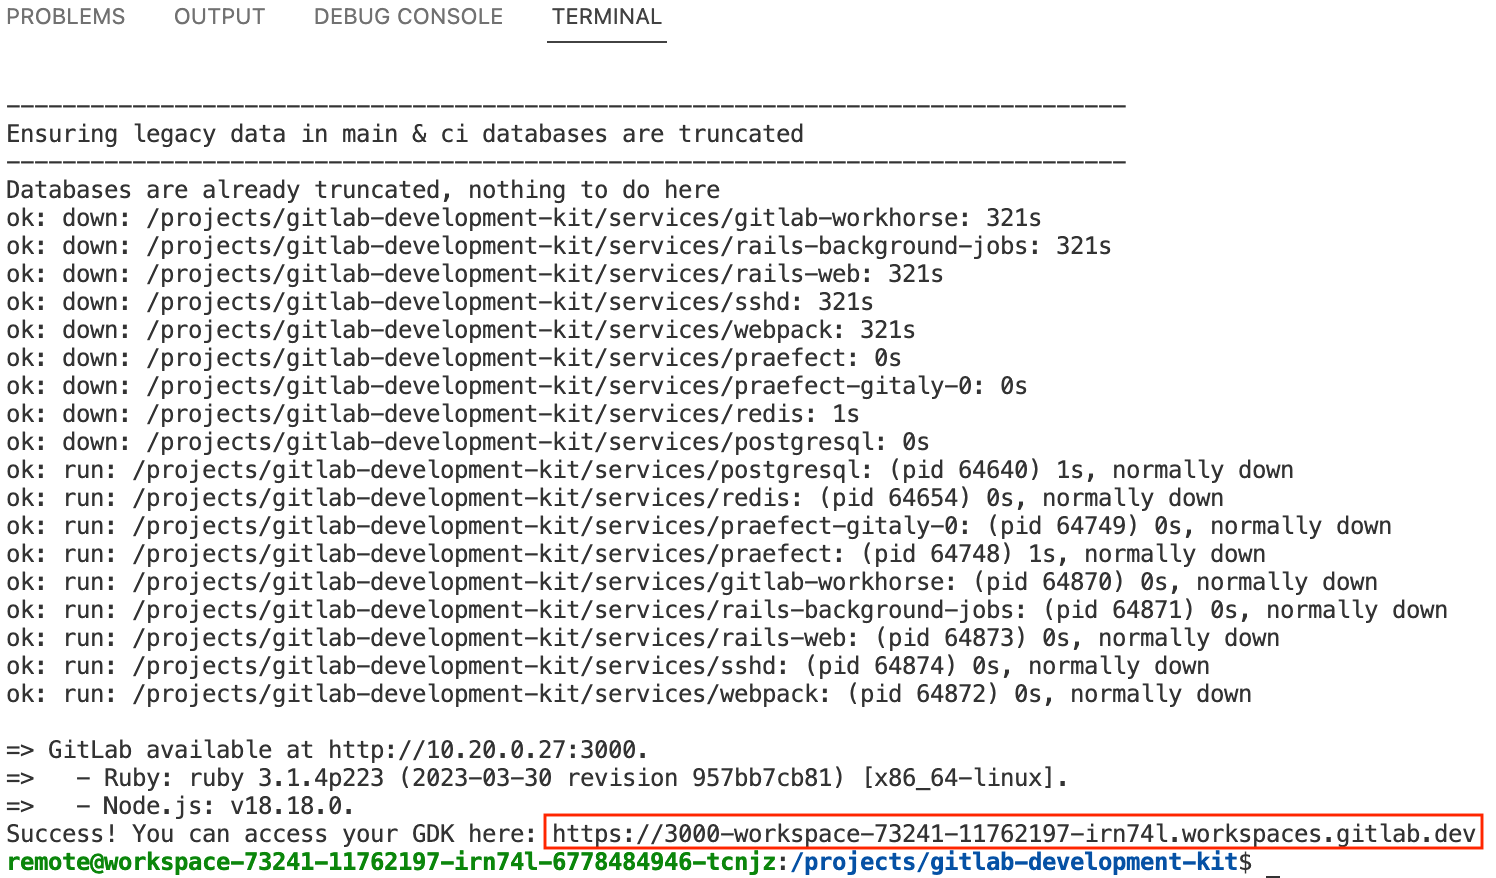 PROBLEMS OUTPUT DEBUG CONSOLE TERMINAL
--------------------------------------------------------------------------------
Ensuring legacy data in main & ci databases are truncated
--------------------------------------------------------------------------------
Databases are already truncated, nothing to do here
ok: down: /projects/gitlab-development-kit/services/gitlab-workhorse: 321s
ok: down: /projects/gitlab-development-kit/services/rails-background-jobs: 321s
ok: down: /projects/gitlab-development-kit/services/rails-web: 321s
ok: down: /projects/gitlab-development-kit/services/sshd: 321s
ok: down: /projects/gitlab-development-kit/services/webpack: 321s
ok: down: /projects/gitlab-development-kit/services/praefect: 0s
ok: down: /projects/gitlab-development-kit/services/praefect-gitaly-0: 0s
ok: down: /projects/gitlab-development-kit/services/redis: 1s
ok: down: /projects/gitlab-development-kit/services/postgresql: 0s
ok: run: /projects/gitlab-development-kit/services/postgresql: (pid 64640) 1s, normally down
ok: run: /projects/gitlab-development-kit/services/redis: (pid 64654) 0s, normally down
ok: run: /projects/gitlab-development-kit/services/praefect-gitaly-0: (pid 64749) 0s, normally down
ok: run: /projects/gitlab-development-kit/services/praefect: (pid 64748) 1s, normally down
ok: run: /projects/gitlab-development-kit/services/gitlab-workhorse: (pid 64870) 0s, normally down
ok: run: /projects/gitlab-development-kit/services/rails-background-jobs: (pid 64871) 0s, normally down
ok: run: /projects/gitlab-development-kit/services/rails-web: (pid 64873) 0s, normally down
ok: run: /projects/gitlab-development-kit/services/sshd: (pid 64874) 0s, normally down
ok: run: /projects/gitlab-development-kit/services/webpack: (pid 64872) 0s, normally down
=> GitLab available at http://10.20.0.27:3000.
=>   - Ruby: ruby 3.1.4p223 (2023-03-30 revision 957bb7cb81) [x86_64-linux].
=>   - Node.js: v18.18.0.
Success! You can access your GDK here: https://3000-workspace-73241-11762197-irn74l.workspaces.gitlab.dev
remote@workspace-73241-11762197-irn74l-6778484946-tcnjz:/projects/gitlab-development-kit$ _